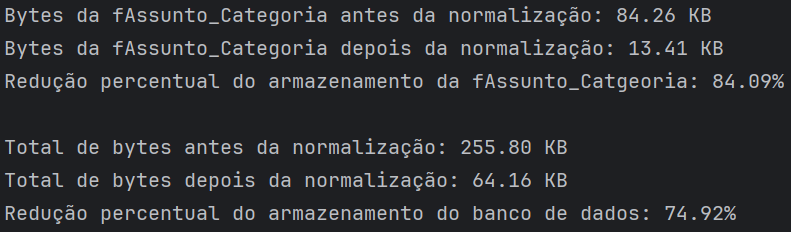 Bytes da fAssunto_Categoria antes da normalização: 84.26 KB
Bytes da fAssunto_Categoria depois da normalização: 13.41 KB
Redução percentual do armazenamento da fAssunto_Catgeoria: 84.09%
Total de bytes antes da normalização: 255.80 KB
Total de bytes depois da normalização: 64.16 KB
Redução percentual do armazenamento do banco de dados: 74.92%